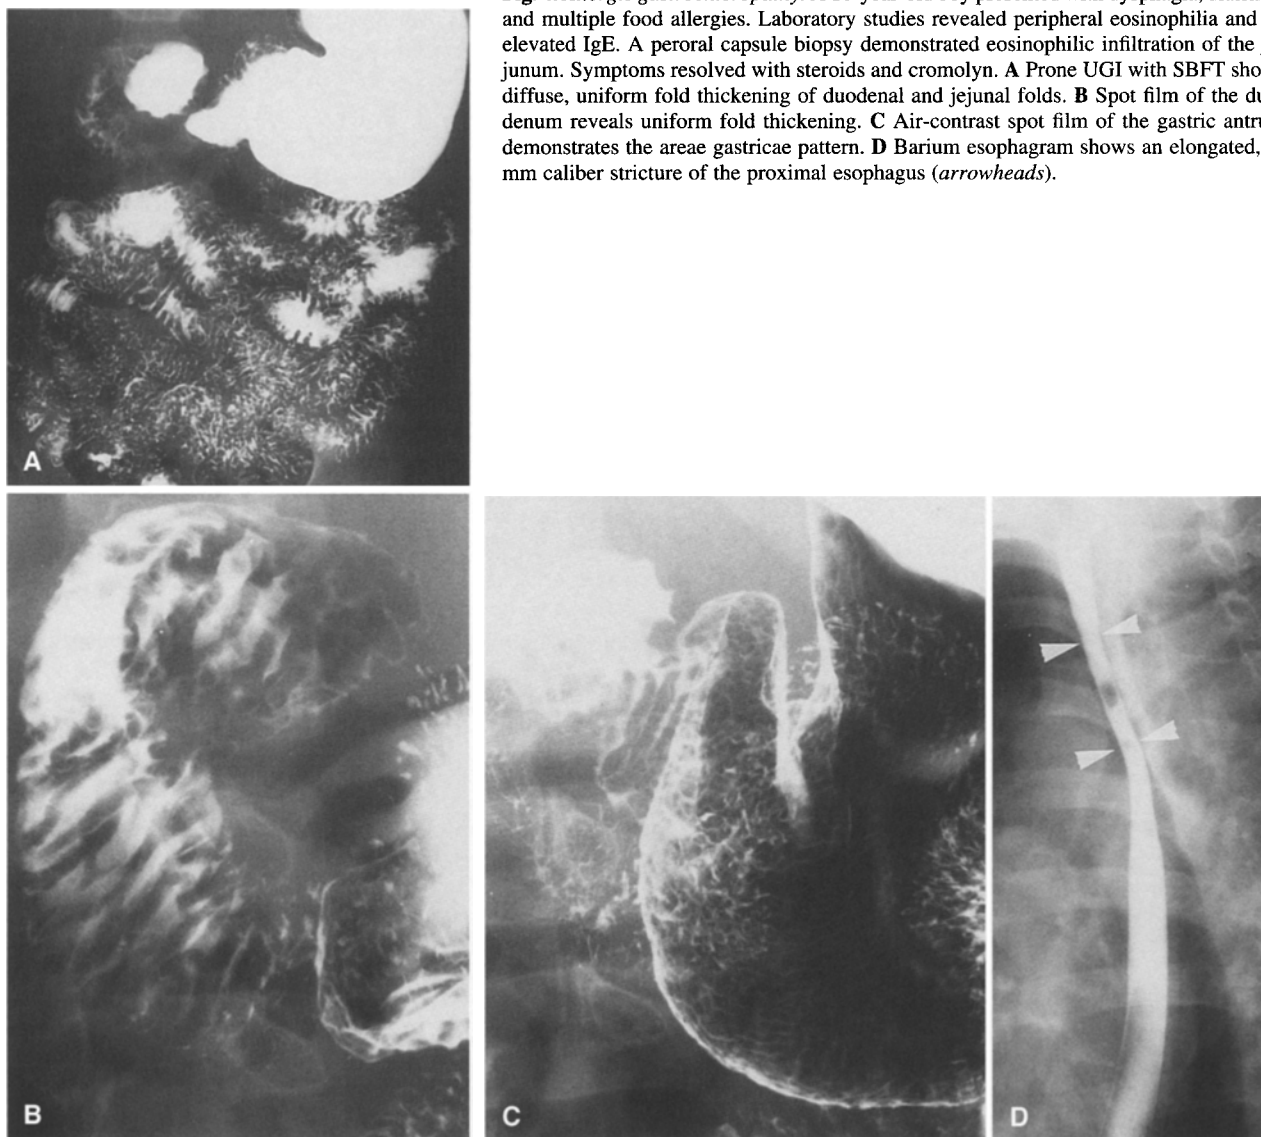 and multiple food allergies. Laboratory studies revealed peripheral eosinophilia and
elevated IgE. A peroral capsule biopsy demonstrated eosinophilic infiltration of the
junum. Symptoms resolved with steroids and cromolyn. A Prone UGI with SBFT sho
diffuse, uniform fold thickening of duodenal and jejunal folds. B Spot film of the du
denum reveals uniform fold thickening. C Air-contrast spot film of the gastric antr
demonstrates the areae gastricae pattern. D Barium esophagram shows an elongated,
mm caliber stricture of the proximal esophagus (arrowheads).
A
B
C
D